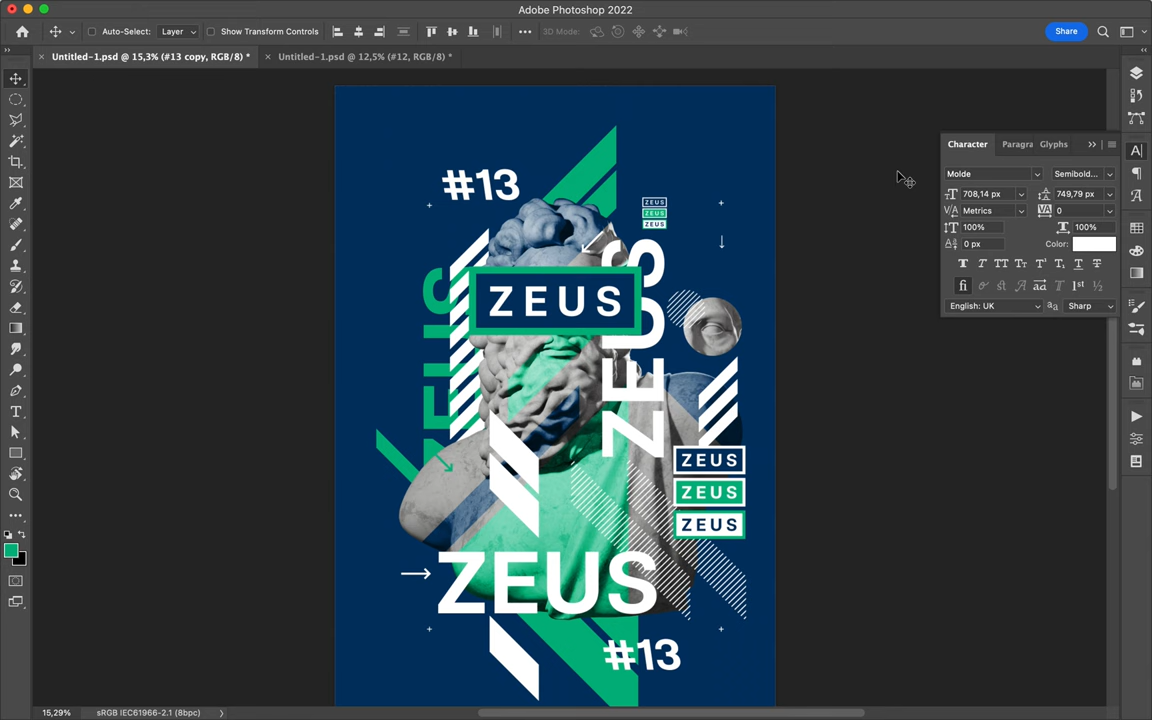 Adobe Photoshop 2022
Auto-Select: Layer Show Transform Controls 3D Mode: Share
Untitled-1.psd @ 15,3% (#13 copy, RGB/8) * Untitled-1.psd @ 12,5% (#12, RGB/8) *
Character Paragra Glyphs
Molde Semibold...
708,14 px 749,79 px
Metrics 0
100% 100%
0 px Color:
English: UK Sharp
#13
ZEUS
ZEUS
ZEUS
ZEUS
ZEUS
ZEUS
ZEUS
ZEUS
ZEUS
ZEUS
#13
15,29% sRGB IEC61966-2.1 (8bpc)